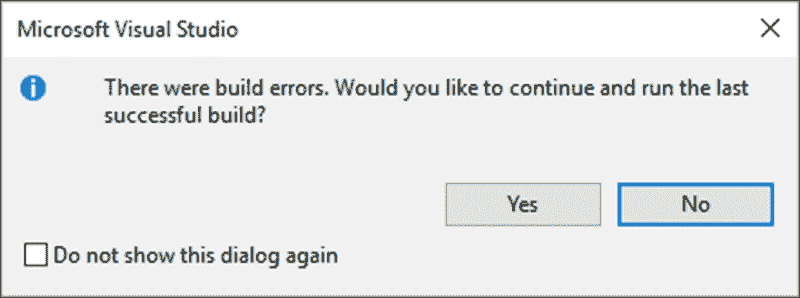 Microsoft Visual Studio
There were build errors. Would you like to continue and run the last
successful build?
Yes
No
Do not show this dialog again